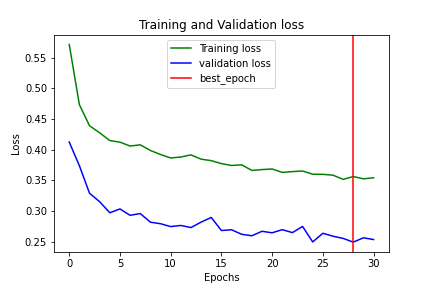 Training and Validation loss
Training loss
validation loss
best_epoch
Loss
0.55
0.50
0.45
0.40
0.35
0.30
0.25
0 5 10 15 20 25 30
Epochs